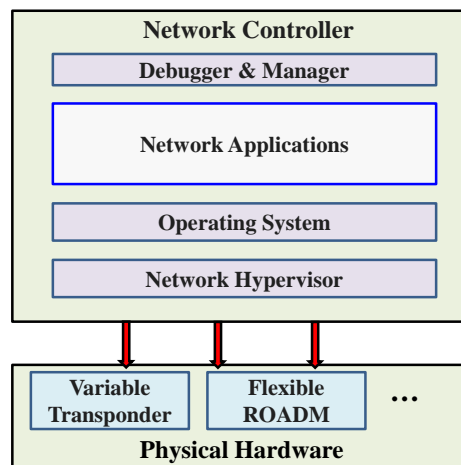 Network Controller
Debugger & Manager
Network Applications
Operating System
Network Hypervisor
Variable
Transponder
Flexible
ROADM
...
Physical Hardware